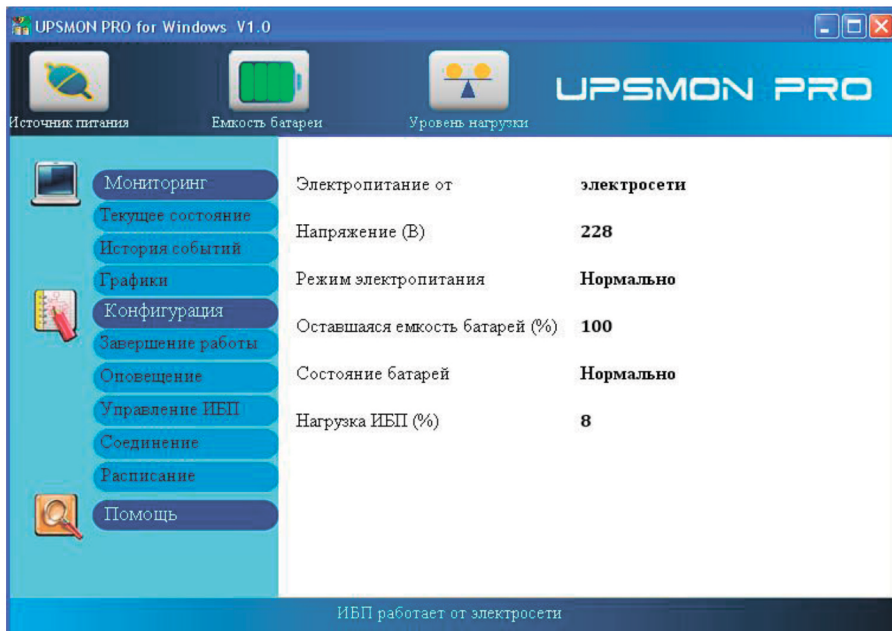 UPSMON PRO for Windows V1.0
UPSMON PRO
Источник питания Емкость батареи Уровень нагрузки
Мониторинг
Текущее состояние
История событий
Графики
Конфигурация
Завершение работы
Оповещение
Управление ИБП
Соединение
Расписание
Помощь
Электропитание от электросети
Напряжение (В) 228
Режим электропитания Нормально
Оставшаяся емкость батарей (%) 100
Состояние батарей Нормально
Нагрузка ИБП (%) 8
ИБП работает от электросети